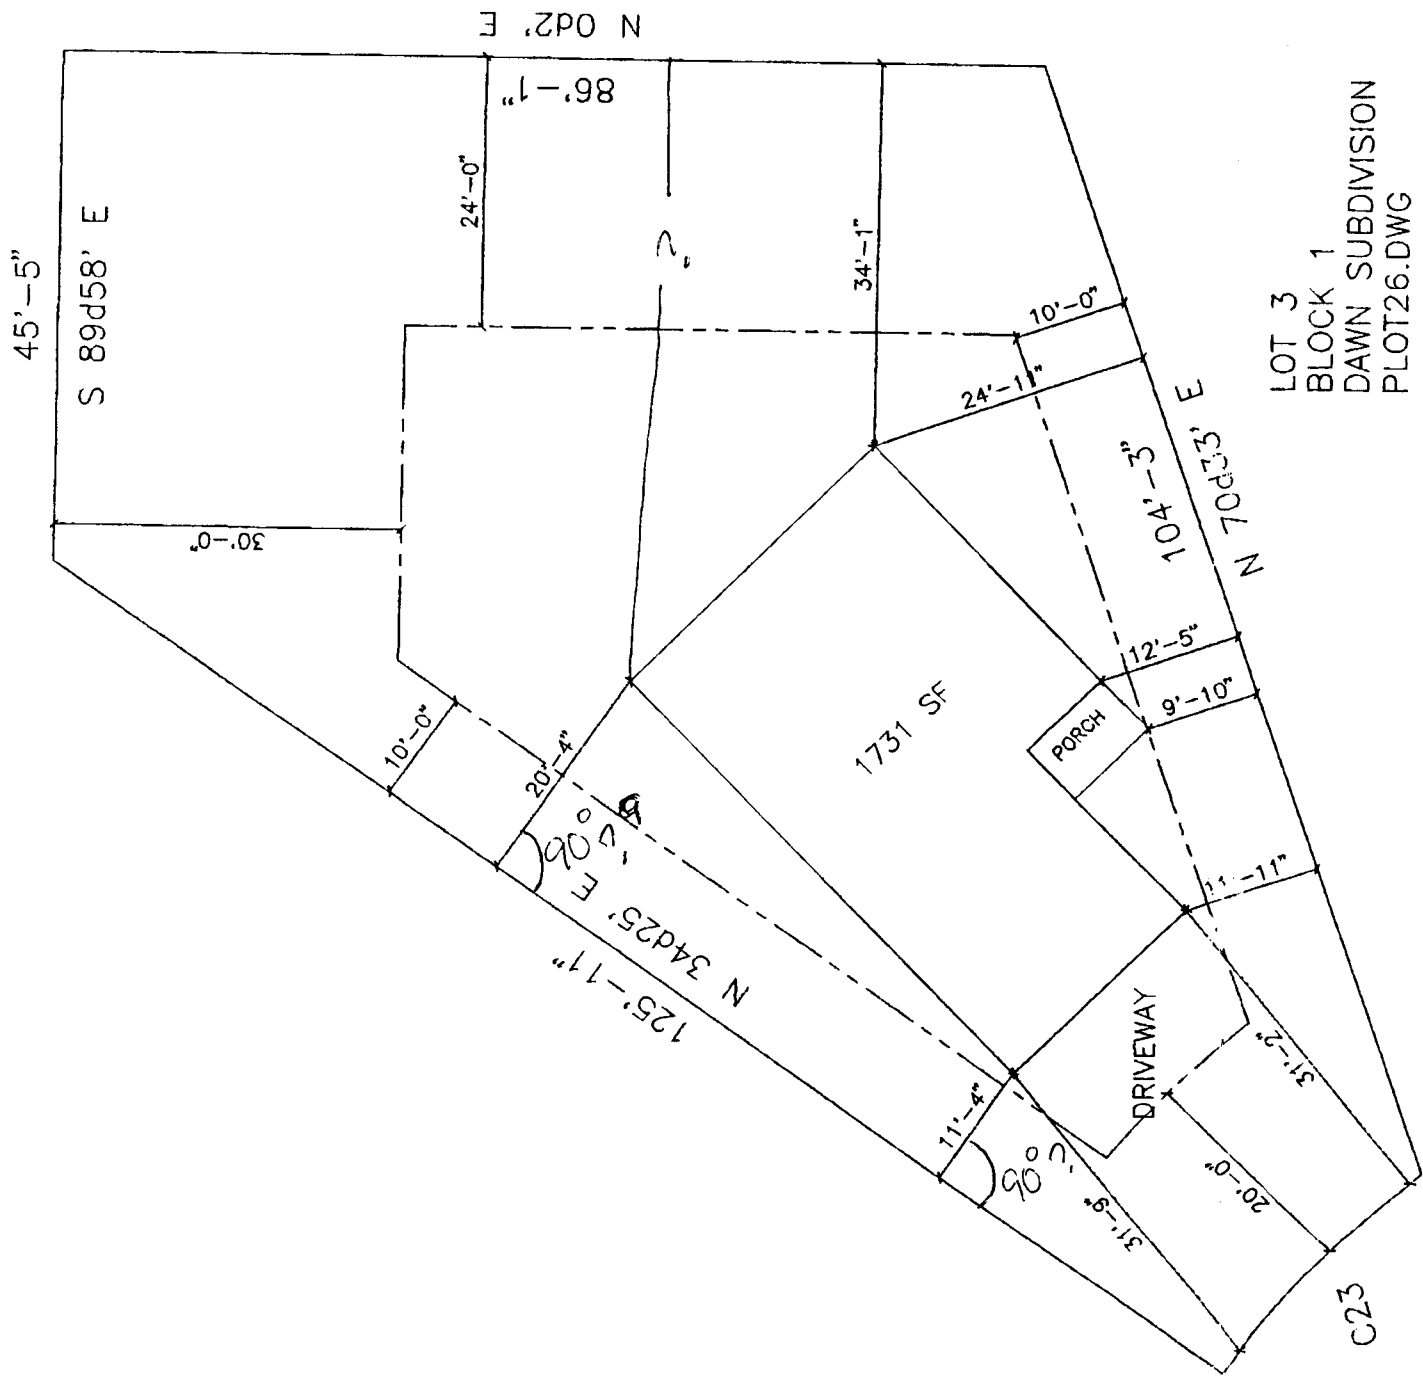 45'-5"
S 89d58' E
N 0d2' E
86'-1"
24'-0"
30'-0"
34'-1"
10'-0"
24'-11"
10'-0"
20'-4"
90°
N 34d25' E
125'-11"
1731 SF
PORCH
12'-5"
9'-10"
104'-3"
N 70d33' E
11'-11"
11'-4"
90°
DRIVEWAY
31'-2"
20'-0"
C23
LOT 3
BLOCK 1
DAWN SUBDIVISION
PLOT26.DWG